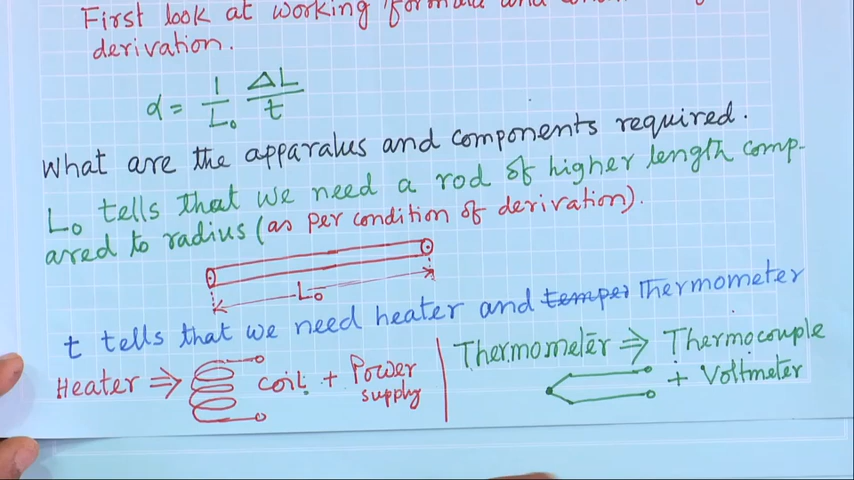 First look at working formula and
derivation.
α = 1/L₀ ΔL/t
What are the apparatus and components required.
L₀ tells that we need a rod of higher length comp-
ared to radius (as per condition of derivation).
L₀
t tells that we need heater and temper Thermometer
Heater ⇒ coil + Power supply
Thermometer ⇒ Thermocouple
+ Voltmeter